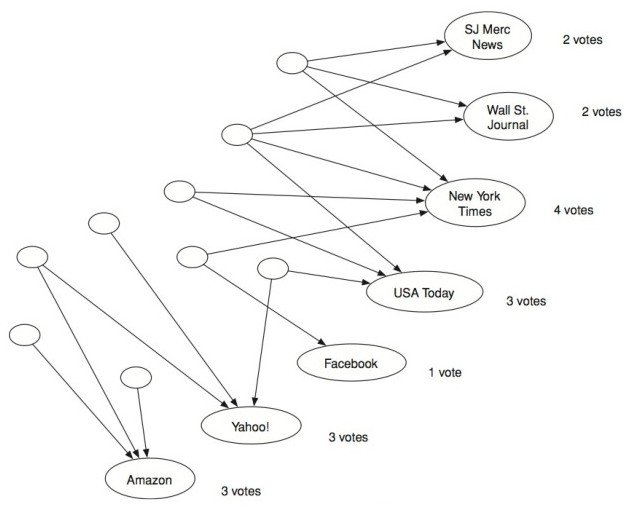 SJ Merc
News
2 votes
Wall St.
Journal
2 votes
New York
Times
4 votes
USA Today
3 votes
Facebook
1 vote
Yahoo!
3 votes
Amazon
3 votes